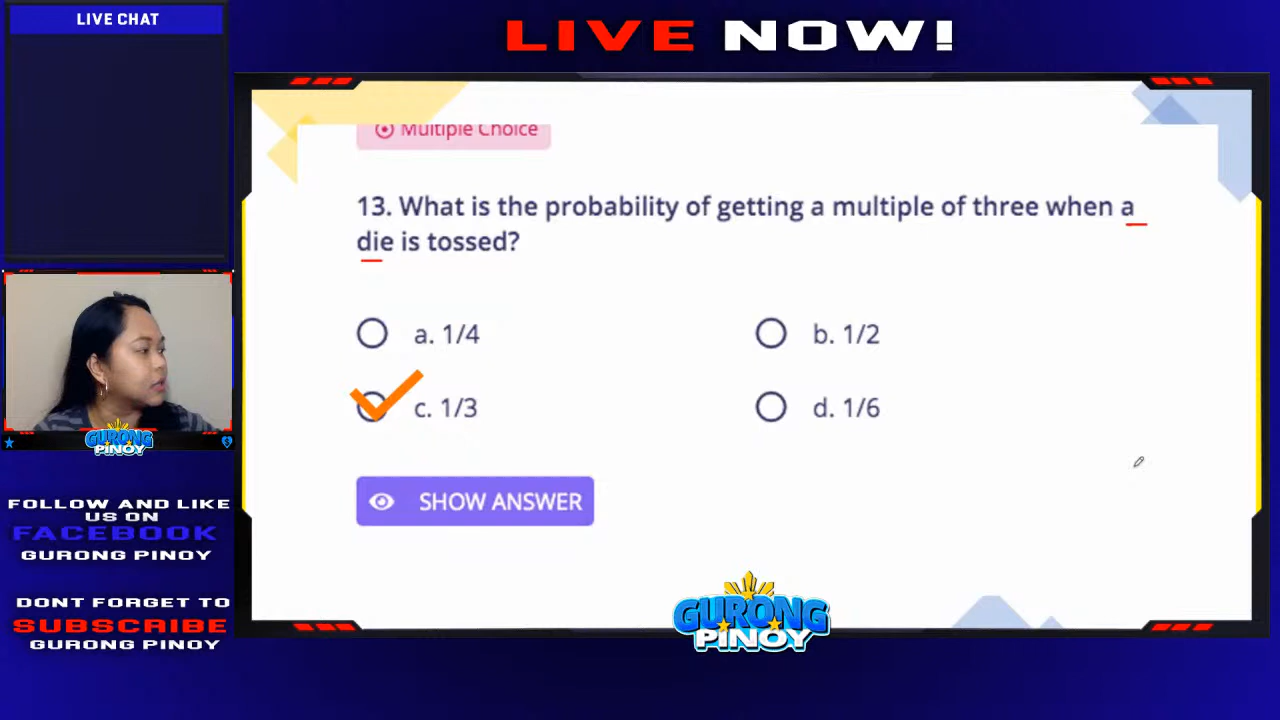 LIVE CHAT
LIVE NOW!
Multiple Choice
13. What is the probability of getting a multiple of three when a
die is tossed?
a. 1/4
b. 1/2
c. 1/3
d. 1/6
SHOW ANSWER
GURONG
PINOY
FOLLOW AND LIKE
US ON
FACEBOOK
GURONG PINOY
DONT FORGET TO
SUBSCRIBE
GURONG PINOY
GURONG
PINOY